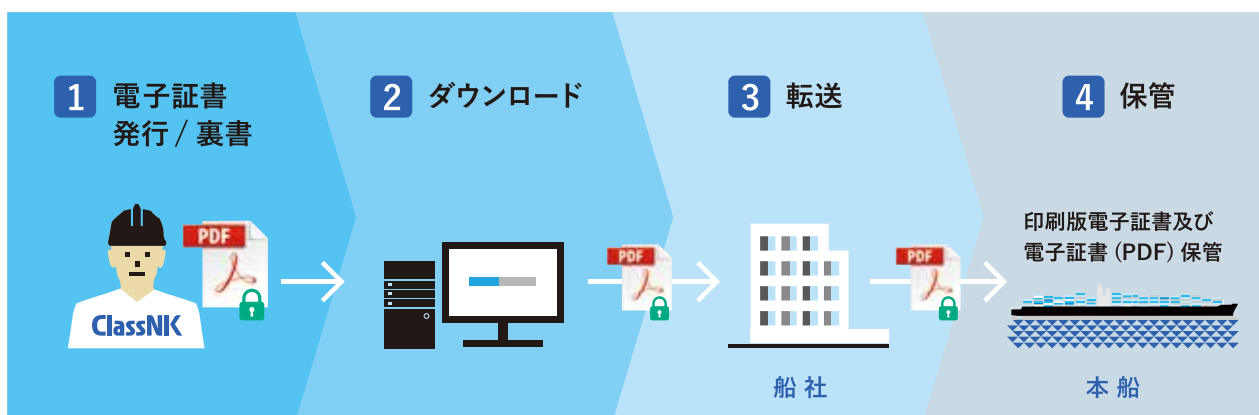 1 電子証書
発行 / 裏書
2 ダウンロード
3 転送
4 保管
印刷版電子証書及び
電子証書 (PDF) 保管
PDF
ClassNK
PDF
PDF
船社
本船